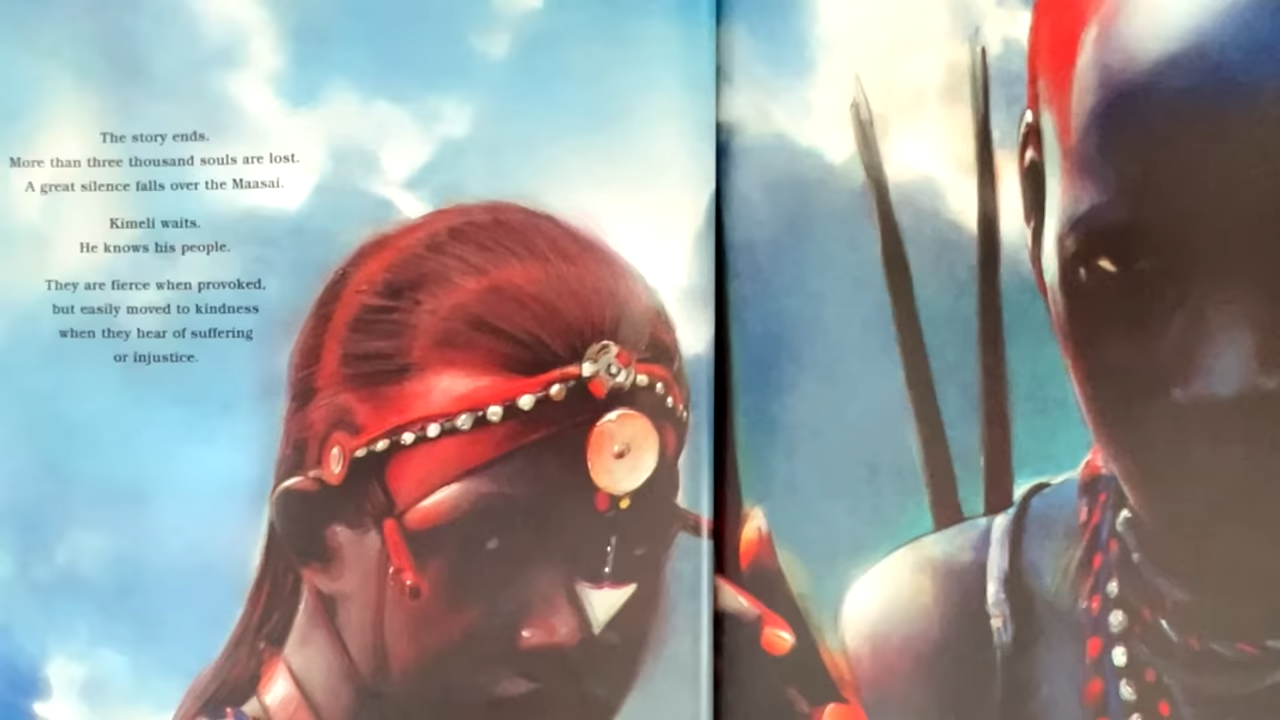 The story ends.
More than three thousand souls are lost.
A great silence falls over the Maasai.
Kimeli waits.
He knows his people.
They are fierce when provoked,
but easily moved to kindness
when they hear of suffering
or injustice.